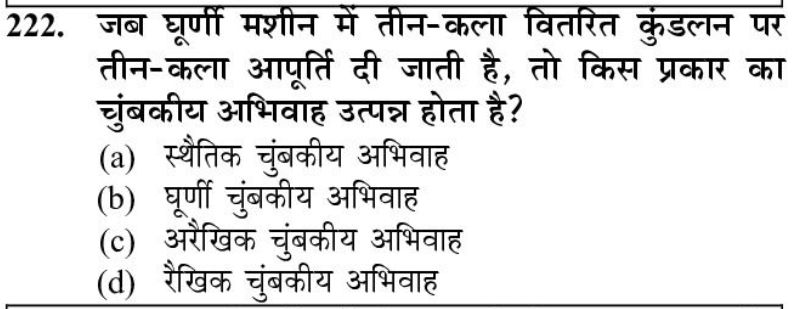 222. जब घूर्णी मशीन में तीन-कला वितरित कुंडलन पर
तीन-कला आपूर्ति दी जाती है, तो किस प्रकार का
चुंबकीय अभिवाह उत्पन्न होता है?
(a) स्थैतिक चुंबकीय अभिवाह
(b) घूर्णी चुंबकीय अभिवाह
(c) अरैखिक चुंबकीय अभिवाह
(d) रैखिक चुंबकीय अभिवाह